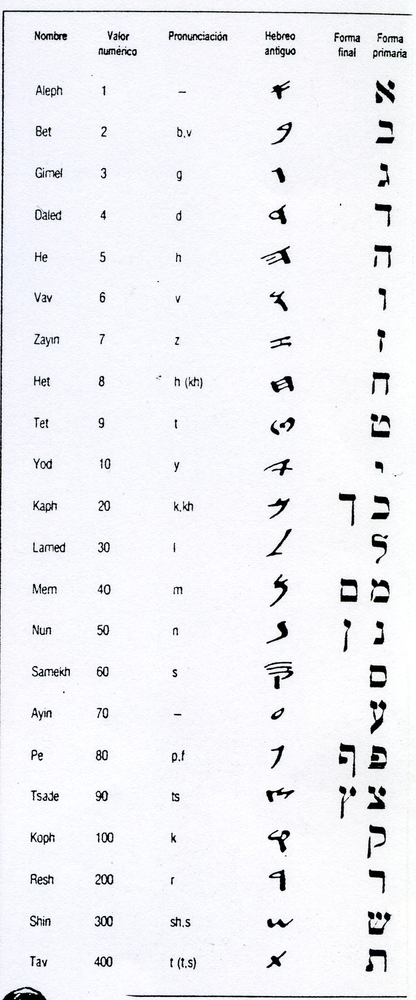 Nombre Valor numérico Pronunciación Hebreo antiguo Forma final Forma primaria
Aleph 1 – 𐤀 א
Bet 2 b,v 𐤁 ב
Gimel 3 g 𐤂 ג
Daled 4 d 𐤃 ד
He 5 h 𐤄 ה
Vav 6 v 𐤅 ו
Zayin 7 z 𐤆 ז
Het 8 h (kh) 𐤇 ח
Tet 9 t 𐤈 ט
Yod 10 y 𐤉 י
Kaph 20 k,kh 𐤊 ך כ
Lamed 30 l 𐤋 ל
Mem 40 m 𐤌 ם מ
Nun 50 n 𐤍 ן נ
Samekh 60 s 𐤎 ס
Ayin 70 – 𐤏 ע
Pe 80 p,f 𐤐 ף פ
Tsade 90 ts 𐤑 ץ צ
Koph 100 k 𐤒 ק
Resh 200 r 𐤓 ר
Shin 300 sh,s 𐤔 ש
Tav 400 t (t,s) 𐤕 ת